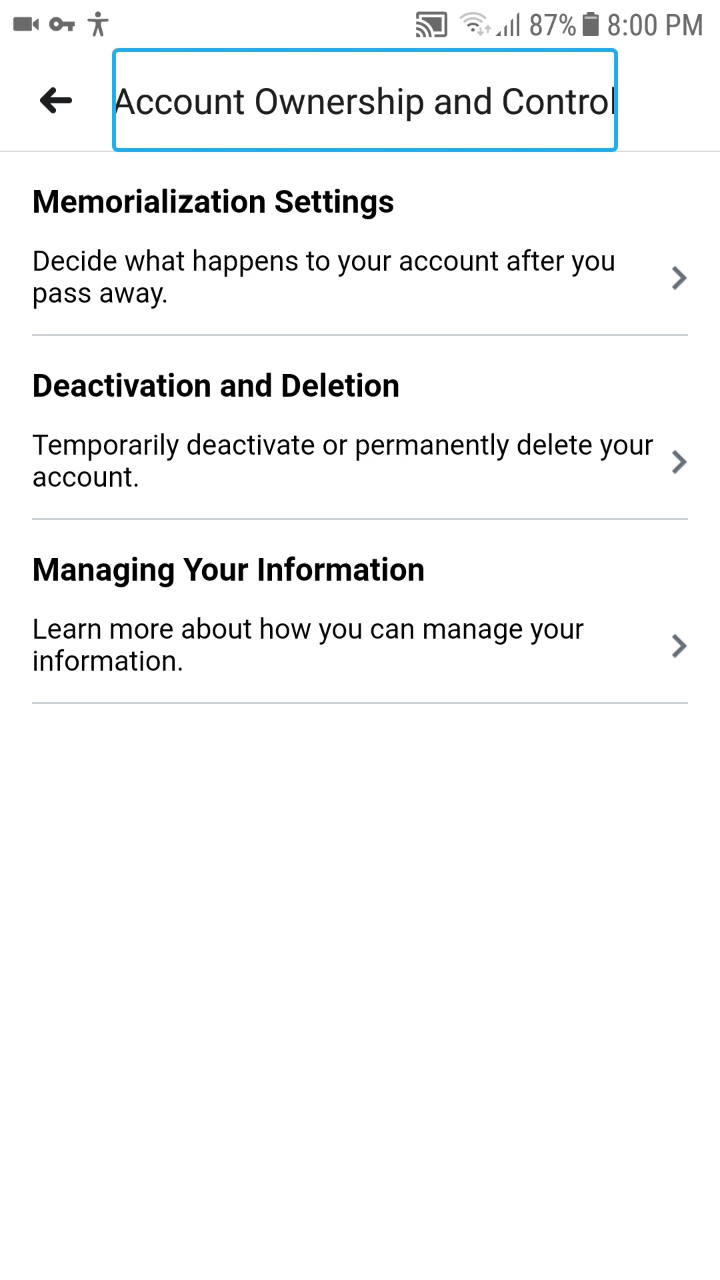 87% 8:00 PM
Account Ownership and Control
Memorialization Settings
Decide what happens to your account after you
pass away.
Deactivation and Deletion
Temporarily deactivate or permanently delete your
account.
Managing Your Information
Learn more about how you can manage your
information.